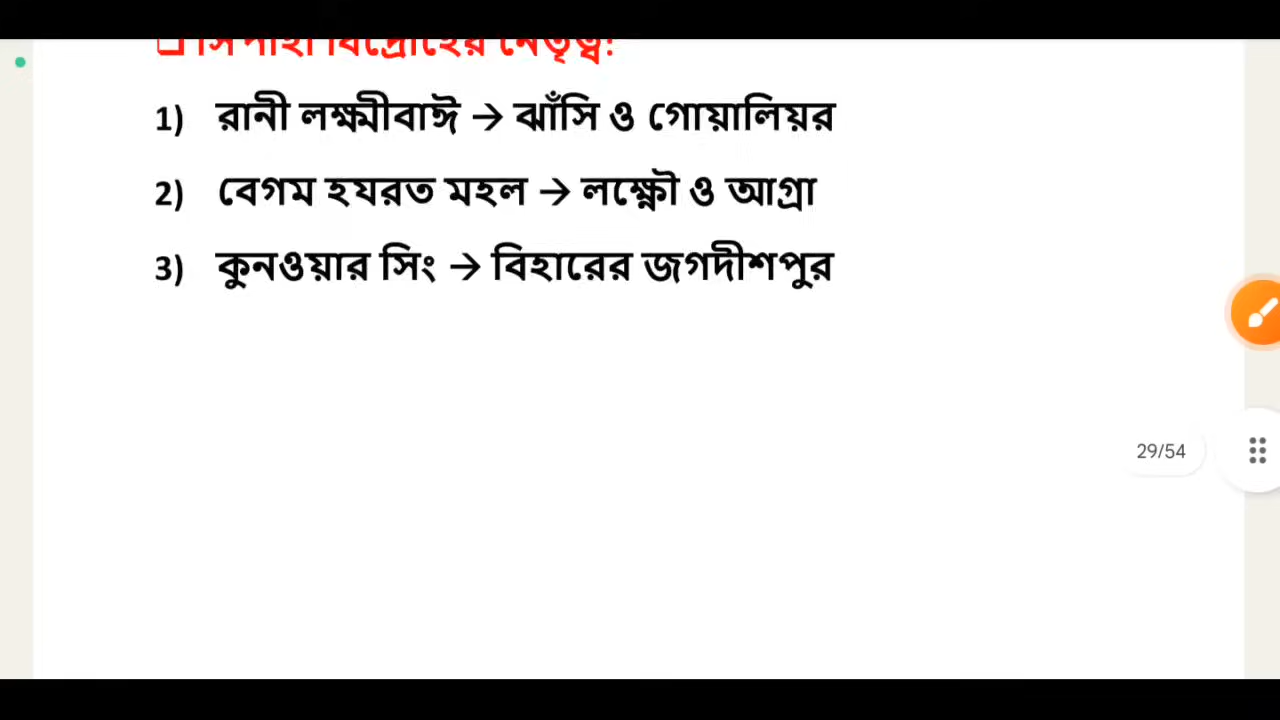 ❑ সিপাহী বিদ্রোহের নেতৃত্ব:
1) রানী লক্ষ্মীবাঈ → ঝাঁসি ও গোয়ালিয়র
2) বেগম হযরত মহল → লক্ষ্ণৌ ও আগ্রা
3) কুনওয়ার সিং → বিহারের জগদীশপুর
29/54